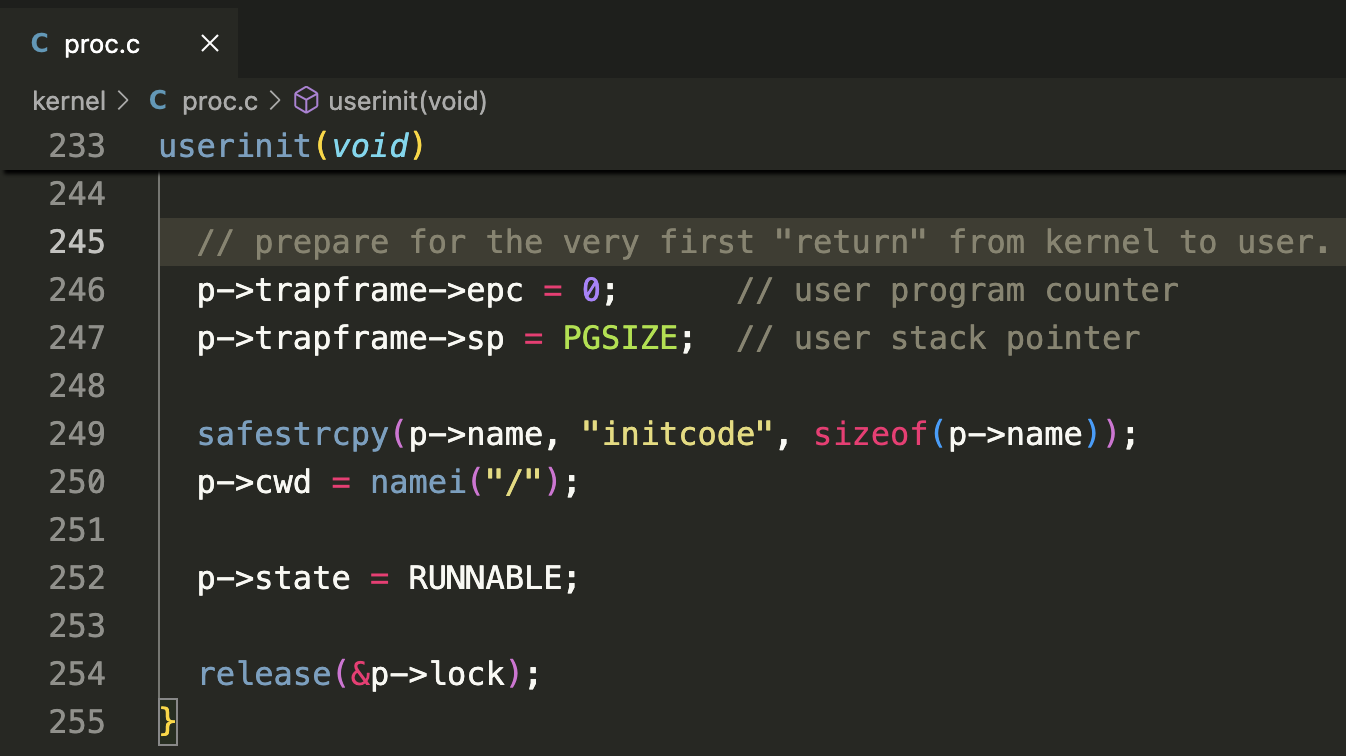 C proc.c ×
kernel > C proc.c > userinit(void)
233 userinit(void)
244
245 // prepare for the very first "return" from kernel to user.
246 p->trapframe->epc = 0;      // user program counter
247 p->trapframe->sp = PGSIZE;  // user stack pointer
248
249 safestrcpy(p->name, "initcode", sizeof(p->name));
250 p->cwd = namei("/");
251
252 p->state = RUNNABLE;
253
254 release(&p->lock);
255 }